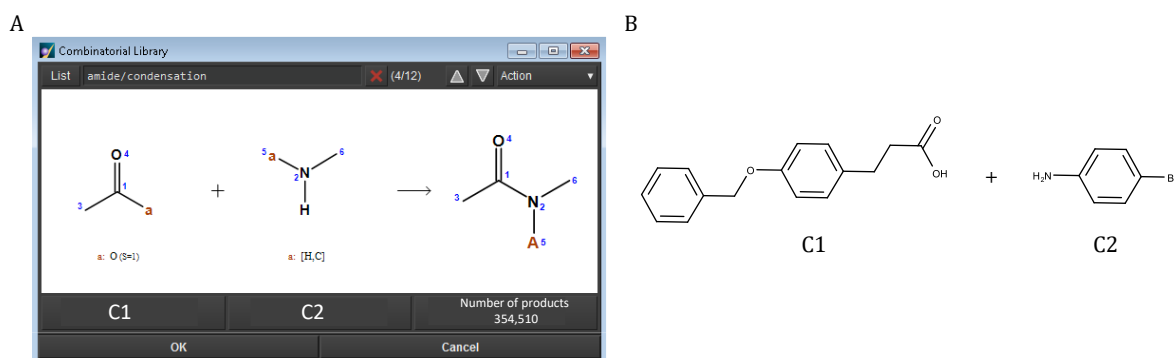 A
Combinatorial Library
List amide/condensation (4/12) Action
O 4
1
3
a
a: O (S=1)
+
5 a
6
2 N
H
a: [H,C]
O 4
1
3
6
N 2
A 5
C1
C2
Number of products
354,510
OK
Cancel
B
O
O
OH
C1
+
H₂N
B
C2